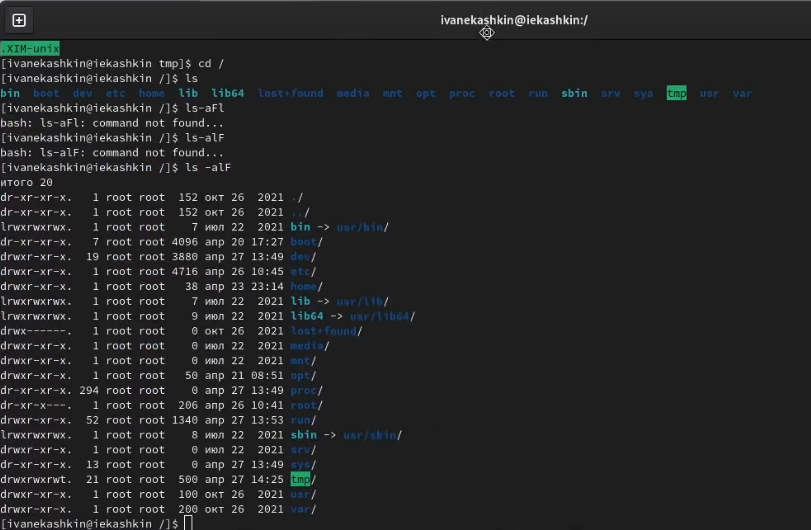 ivanekashkin@iekashkin:/
.XIM-unix
[ivanekashkin@iekashkin tmp]$ cd /
[ivanekashkin@iekashkin /]$ ls
bin boot dev etc home lib lib64 lost+found media mnt opt proc root run sbin srv sys tmp usr var
[ivanekashkin@iekashkin /]$ ls-aFl
bash: ls-aFl: command not found...
[ivanekashkin@iekashkin /]$ ls-alF
bash: ls-alF: command not found...
[ivanekashkin@iekashkin /]$ ls -alF
итого 20
dr-xr-xr-x. 1 root root 152 окт 26 2021 ./
dr-xr-xr-x. 1 root root 152 окт 26 2021 ../
lrwxrwxrwx. 1 root root 7 июл 22 2021 bin -> usr/bin/
dr-xr-xr-x. 7 root root 4096 апр 20 17:27 boot/
drwxr-xr-x. 19 root root 3880 апр 27 13:49 dev/
drwxr-xr-x. 1 root root 4716 апр 26 10:45 etc/
drwxr-xr-x. 1 root root 38 апр 23 23:14 home/
lrwxrwxrwx. 1 root root 7 июл 22 2021 lib -> usr/lib/
lrwxrwxrwx. 1 root root 9 июл 22 2021 lib64 -> usr/lib64/
drwx------. 1 root root 0 окт 26 2021 lost+found/
drwxr-xr-x. 1 root root 0 июл 22 2021 media/
drwxr-xr-x. 1 root root 0 июл 22 2021 mnt/
drwxr-xr-x. 1 root root 50 апр 21 08:51 opt/
dr-xr-xr-x. 294 root root 0 апр 27 13:49 proc/
dr-xr-x---. 1 root root 206 апр 26 10:41 root/
drwxr-xr-x. 52 root root 1340 апр 27 13:53 run/
lrwxrwxrwx. 1 root root 8 июл 22 2021 sbin -> usr/sbin/
drwxr-xr-x. 1 root root 0 июл 22 2021 srv/
dr-xr-xr-x. 13 root root 0 апр 27 13:49 sys/
drwxrwxrwt. 21 root root 500 апр 27 14:25 tmp/
drwxr-xr-x. 1 root root 100 окт 26 2021 usr/
drwxr-xr-x. 1 root root 200 окт 26 2021 var/
[ivanekashkin@iekashkin /]$